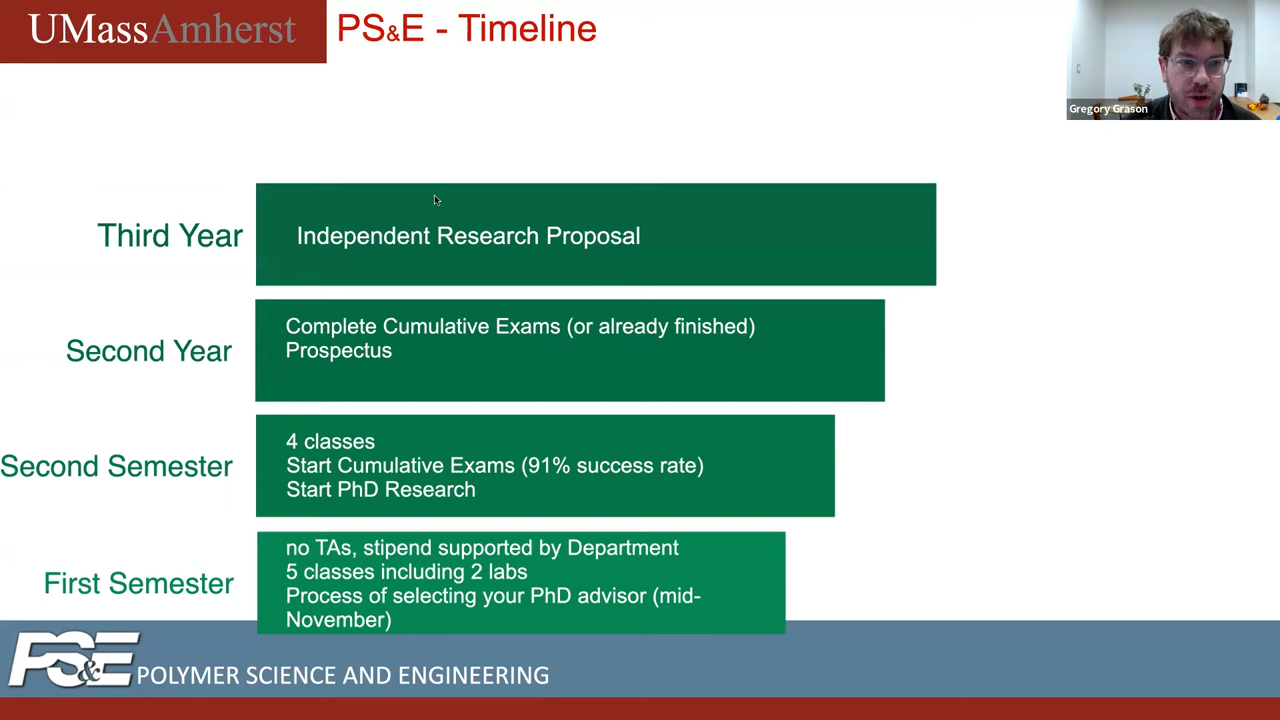 UMassAmherst
PS&E - Timeline
Gregory Grason
Third Year
Independent Research Proposal
Second Year
Complete Cumulative Exams (or already finished)
Prospectus
Second Semester
4 classes
Start Cumulative Exams (91% success rate)
Start PhD Research
First Semester
no TAs, stipend supported by Department
5 classes including 2 labs
Process of selecting your PhD advisor (mid-
November)
PS&E
POLYMER SCIENCE AND ENGINEERING